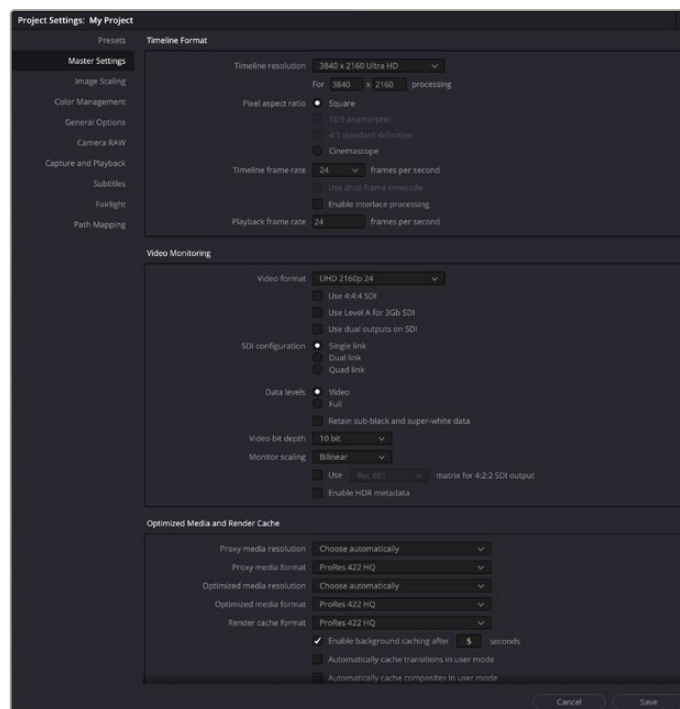 Project Settings: My Project
Presets
Master Settings
Image Scaling
Color Management
General Options
Camera RAW
Capture and Playback
Subtitles
Fairlight
Path Mapping
Timeline Format
Timeline resolution 3840 x 2160 Ultra HD
For 3840 x 2160 processing
Pixel aspect ratio Square
16:9 anamorphic
4:3 standard definition
Cinemascope
Timeline frame rate 24 frames per second
Use drop frame timecode
Enable interlace processing
Playback frame rate 24 frames per second
Video Monitoring
Video format UHD 2160p 24
Use 4:4:4 SDI
Use Level A for 3Gb SDI
Use dual outputs on SDI
SDI configuration Single link
Dual link
Quad link
Data levels Video
Full
Retain sub-black and super-white data
Video bit depth 10 bit
Monitor scaling Bilinear
Use Rec.601 matrix for 4:2:2 SDI output
Enable HDR metadata
Optimized Media and Render Cache
Proxy media resolution Choose automatically
Proxy media format ProRes 422 HQ
Optimized media resolution Choose automatically
Optimized media format ProRes 422 HQ
Render cache format ProRes 422 HQ
Enable background caching after 5 seconds
Automatically cache transitions in user mode
Automatically cache composites in user mode
Cancel Save